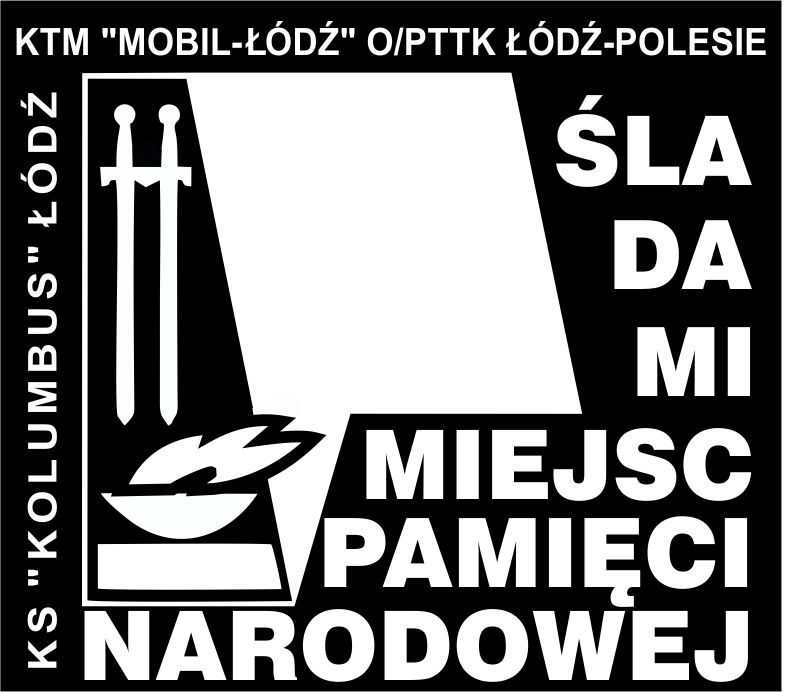 KTM "MOBIL-ŁÓDŹ" O/PTTK ŁÓDŹ-POLESIE
KS "KOLUMBUS" ŁÓDŹ
ŚLA
DA
MI
MIEJSC
PAMIĘCI
NARODOWEJ